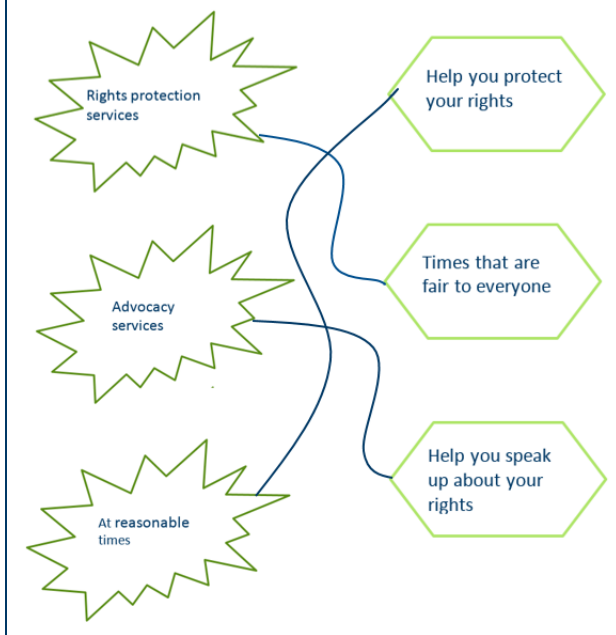 Rights protection
services
Help you protect
your rights
Advocacy
services
Times that are
fair to everyone
At reasonable
times
Help you speak
up about your
rights